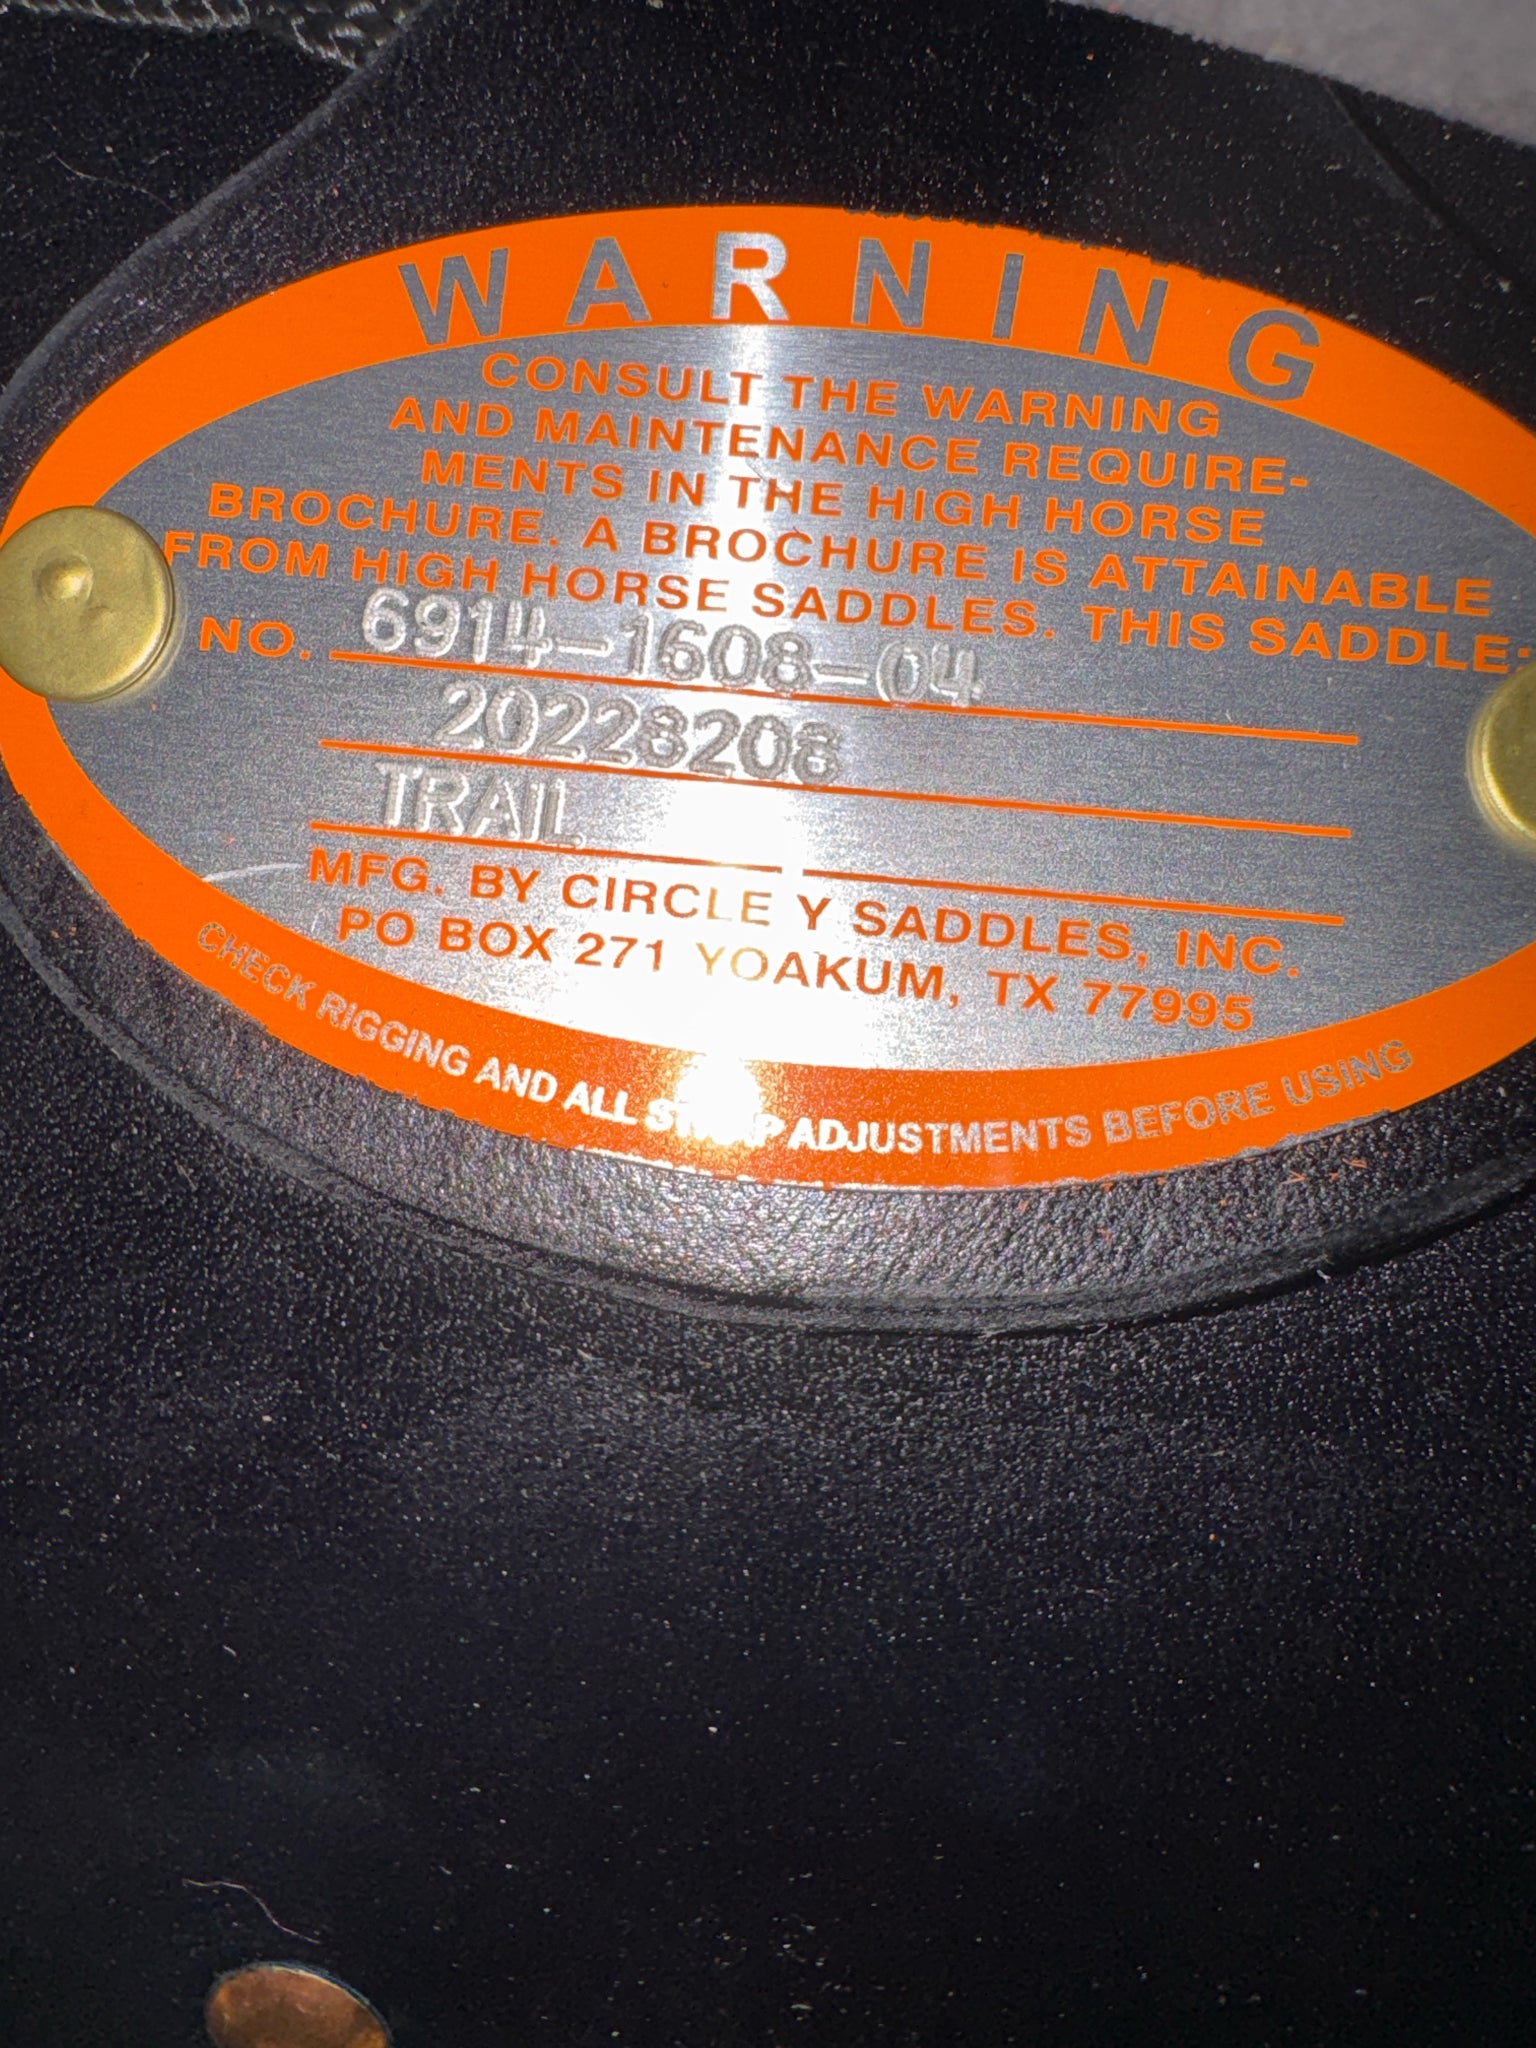 WARNING
CONSULT THE WARNING
AND MAINTENANCE REQUIRE-
MENTS IN THE HIGH HORSE
BROCHURE. A BROCHURE IS ATTAINABLE
FROM HIGH HORSE SADDLES. THIS SADDLE:
NO. 6914-1608-04
20228208
TRAIL
MFG. BY CIRCLE Y SADDLES, INC.
PO BOX 271 YOAKUM, TX 77995
CHECK RIGGING AND ALL STRAP ADJUSTMENTS BEFORE USING